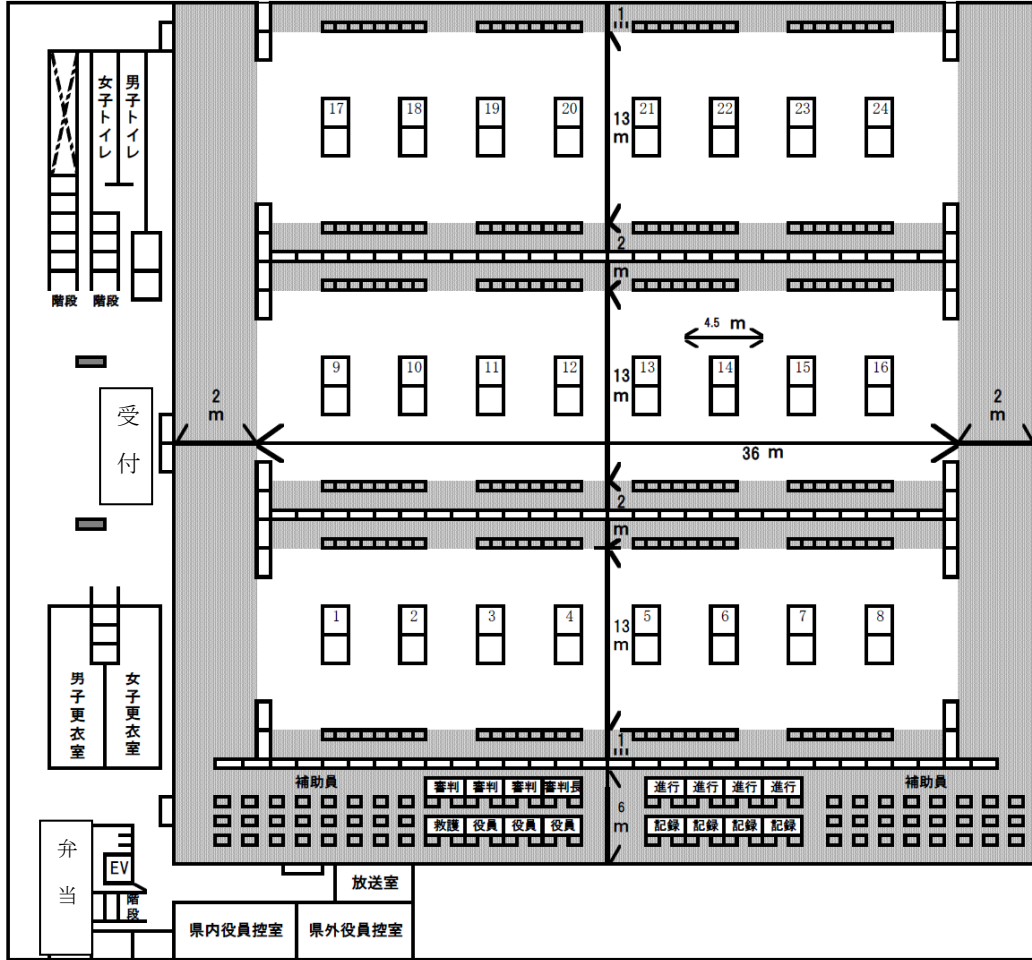 1
m
女子トイレ
男子トイレ
17 18 19 20 21 22 23 24
13
m
2
m
階段 階段
4.5 m
9 10 11 12 13 14 15 16
13
m
受付
2
m
2
m
36 m
2
m
1 2 3 4 5 6 7 8
13
m
男子更衣室
女子更衣室
1
m
補助員
審判 審判 審判 審判長
進行 進行 進行 進行
補助員
6
m
救護 役員 役員 役員
記録 記録 記録 記録
弁当
EV
階段
放送室
県内役員控室 県外役員控室